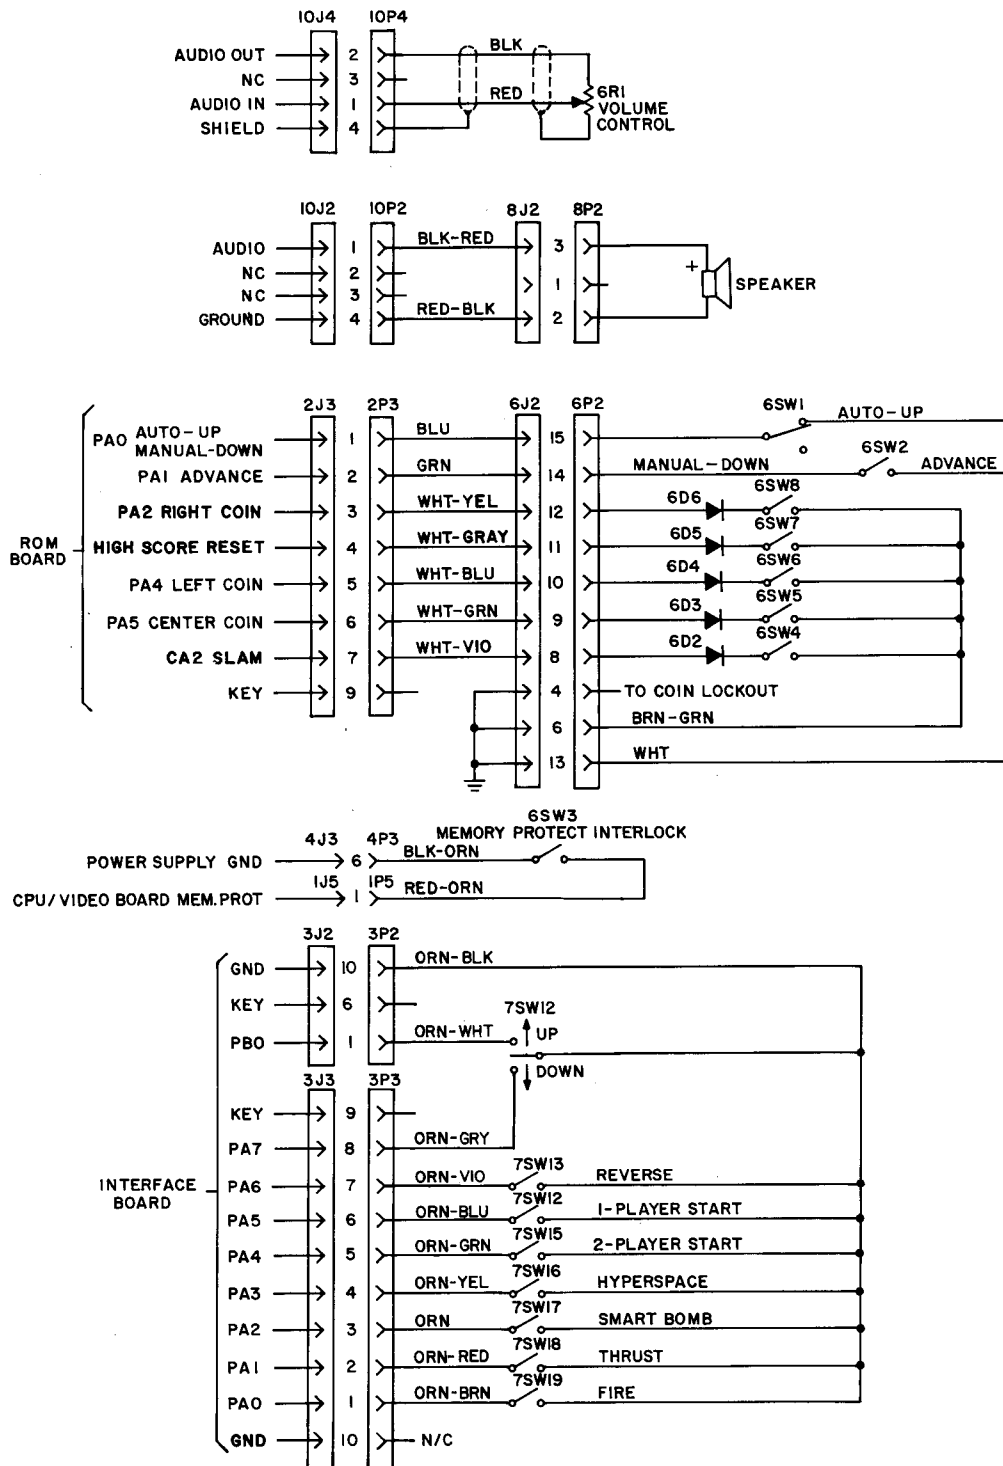 10J4 10P4
AUDIO OUT 2 BLK
NC 3
AUDIO IN 1 RED 6R1
VOLUME
CONTROL
SHIELD 4
10J2 10P2 8J2 8P2
AUDIO 1 BLK-RED 3
NC 2 1 + SPEAKER
NC 3
GROUND 4 RED-BLK 2
2J3 2P3 6J2 6P2 6SW1 AUTO-UP
PA0 AUTO-UP
MANUAL-DOWN 1 BLU 15
6SW2
PA1 ADVANCE 2 GRN 14 MANUAL-DOWN ADVANCE
PA2 RIGHT COIN 3 WHT-YEL 12 6D6 6SW8
ROM
BOARD
HIGH SCORE RESET 4 WHT-GRAY 11 6D5 6SW7
PA4 LEFT COIN 5 WHT-BLU 10 6D4 6SW6
PA5 CENTER COIN 6 WHT-GRN 9 6D3 6SW5
CA2 SLAM 7 WHT-VIO 8 6D2 6SW4
KEY 9 4 TO COIN LOCKOUT
6 BRN-GRN
13 WHT
6SW3
MEMORY PROTECT INTERLOCK
4J3 4P3
POWER SUPPLY GND 6 BLK-ORN
1J5 1P5
CPU/VIDEO BOARD MEM.PROT 1 RED-ORN
3J2 3P2
GND 10 ORN-BLK
KEY 6
7SW12
PB0 1 ORN-WHT UP
DOWN
3J3 3P3
KEY 9
PA7 8 ORN-GRY
INTERFACE
BOARD
PA6 7 ORN-VIO 7SW13 REVERSE
PA5 6 ORN-BLU 7SW12 1-PLAYER START
PA4 5 ORN-GRN 7SW15 2-PLAYER START
PA3 4 ORN-YEL 7SW16 HYPERSPACE
PA2 3 ORN 7SW17 SMART BOMB
PA1 2 ORN-RED 7SW18 THRUST
PA0 1 ORN-BRN 7SW19 FIRE
GND 10 N/C